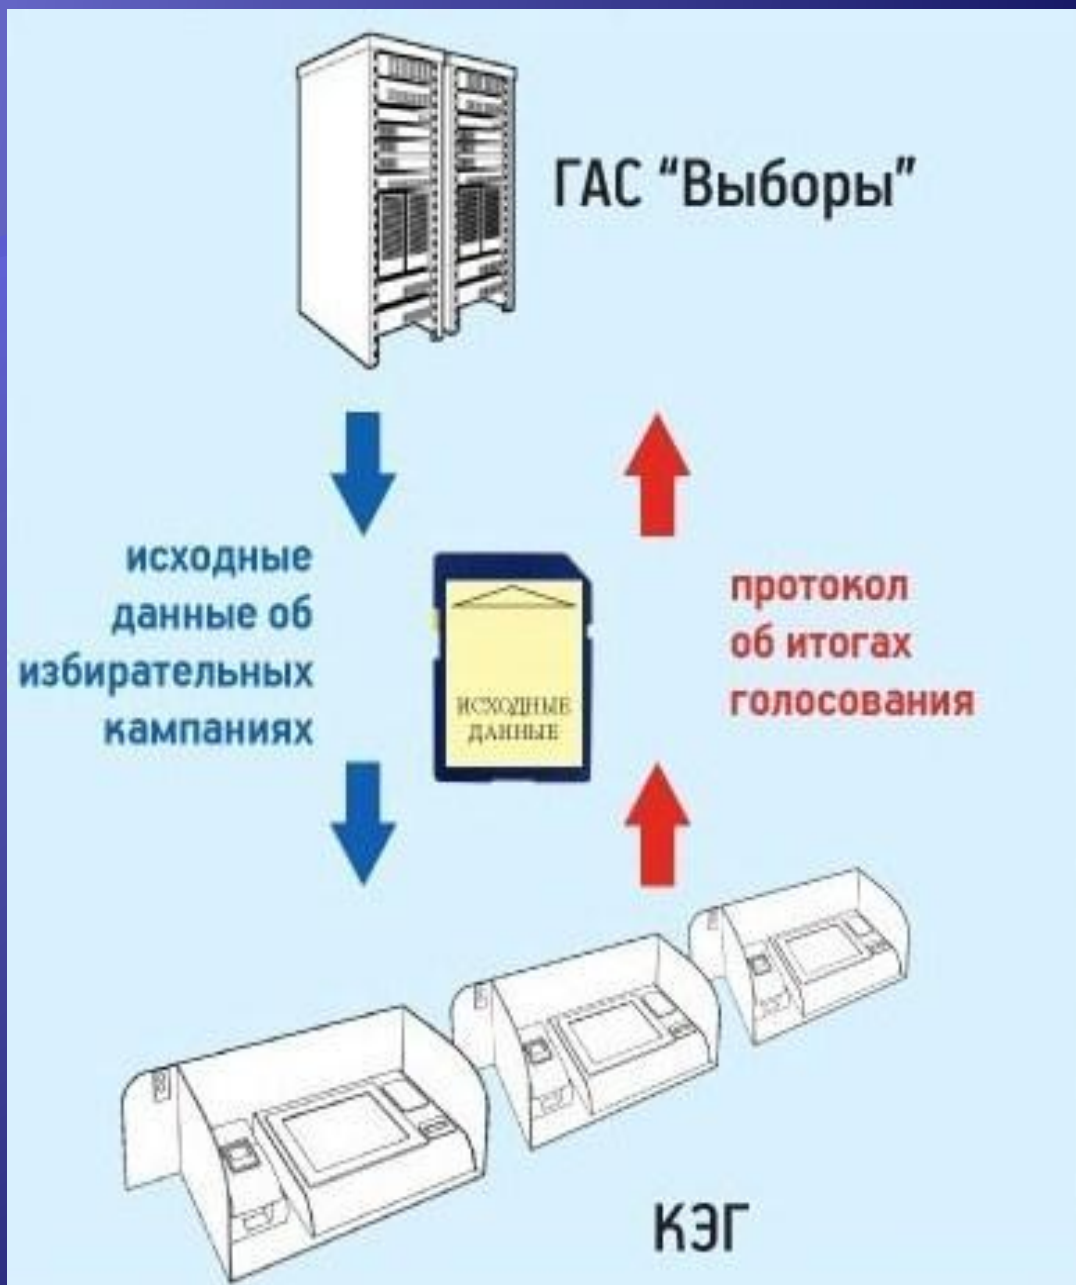 ГАС “Выборы”
исходные
данные об
избирательных
кампаниях
ИСХОДНЫЕ
ДАННЫЕ
протокол
об итогах
голосования
КЭГ